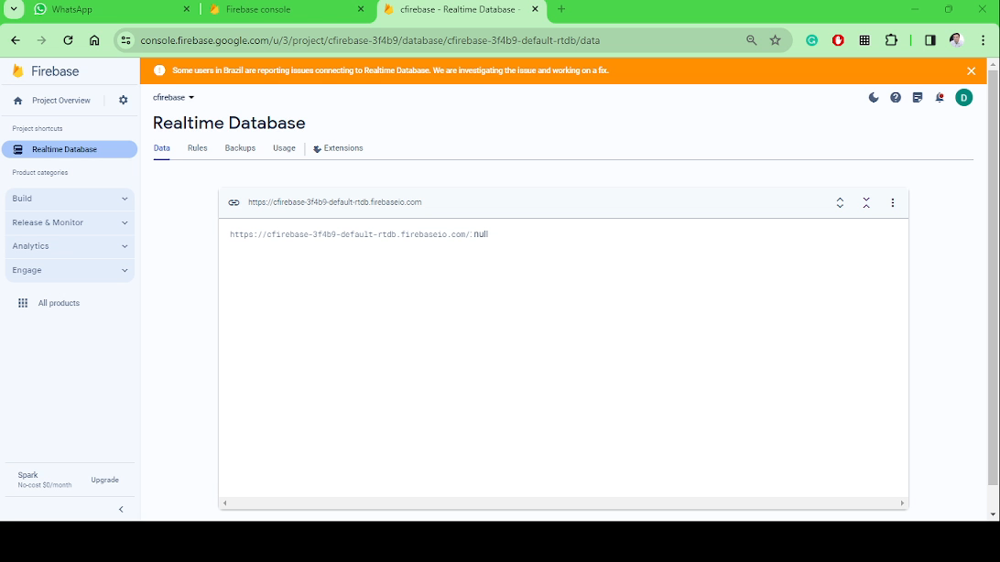 WhatsApp
Firebase console
cfirebase - Realtime Database -
console.firebase.google.com/u/3/project/cfirebase-3f4b9/database/cfirebase-3f4b9-default-rtdb/data
Firebase
Some users in Brazil are reporting issues connecting to Realtime Database. We are investigating the issue and working on a fix.
Project Overview
cfirebase
D
Realtime Database
Project shortcuts
Realtime Database
Data Rules Backups Usage Extensions
Product categories
Build
https://cfirebase-3f4b9-default-rtdb.firebaseio.com
Release & Monitor
https://cfirebase-3f4b9-default-rtdb.firebaseio.com/: null
Analytics
Engage
All products
Spark
No-cost $0/month
Upgrade